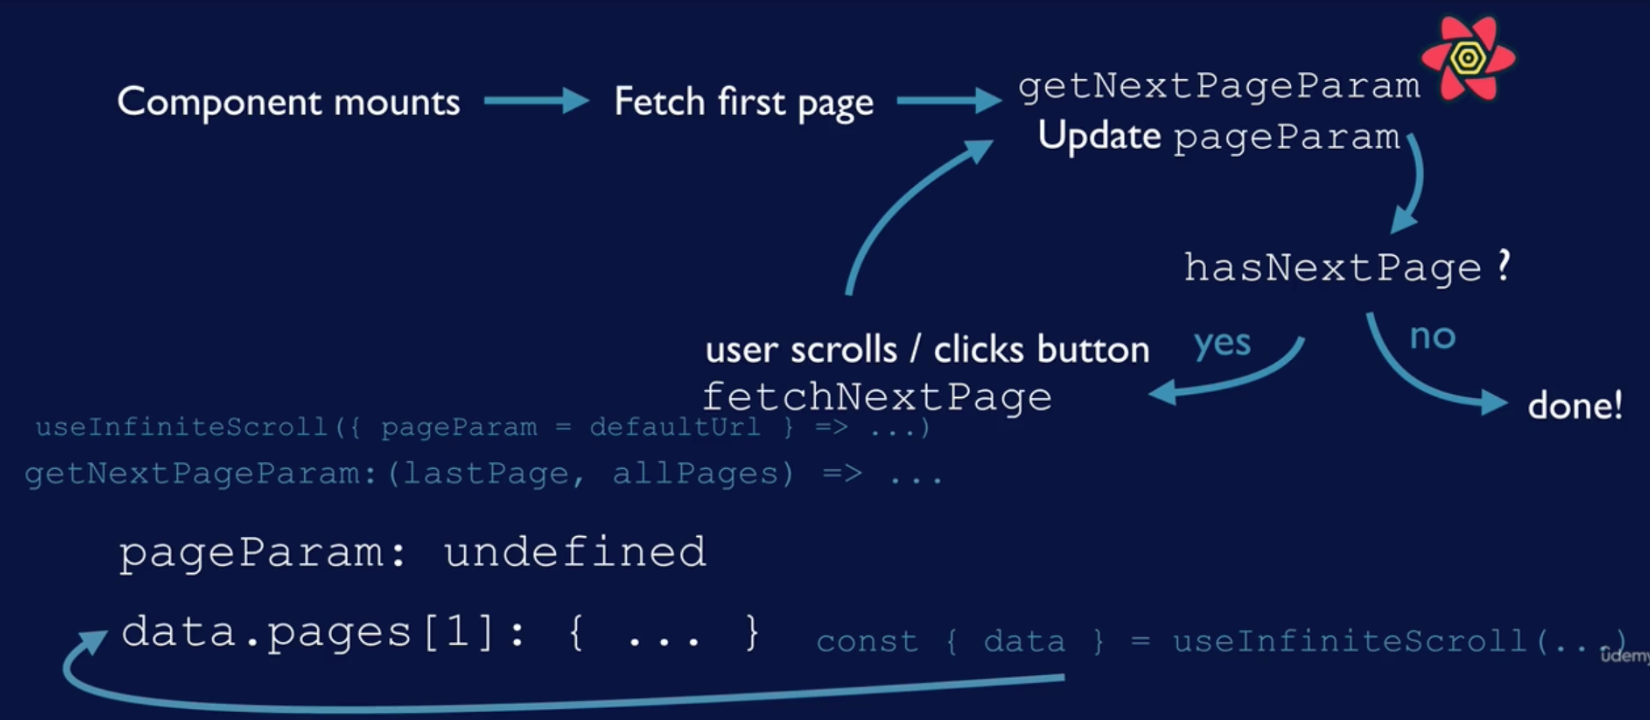 Component mounts
Fetch first page
getNextPageParam
Update pageParam
hasNextPage ?
user scrolls / clicks button
yes
no
fetchNextPage
done!
useInfiniteScroll({ pageParam = defaultUrl } => ...)
getNextPageParam:(lastPage, allPages) => ...
pageParam: undefined
data.pages[1]: { ... }
const { data } = useInfiniteScroll(...)
ûdemy